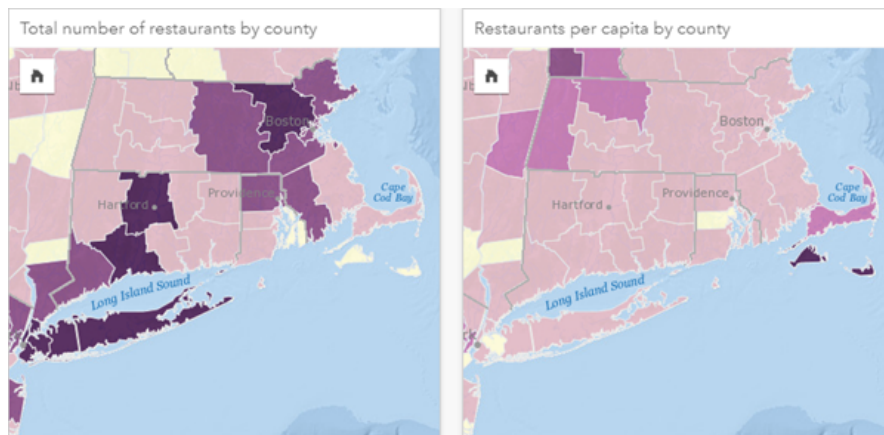 Total number of restaurants by county
Boston
Hartford
Providence
Cape
Cod Bay
Long Island Sound
Restaurants per capita by county
Boston
Hartford
Providence
Cape
Cod Bay
Long Island Sound